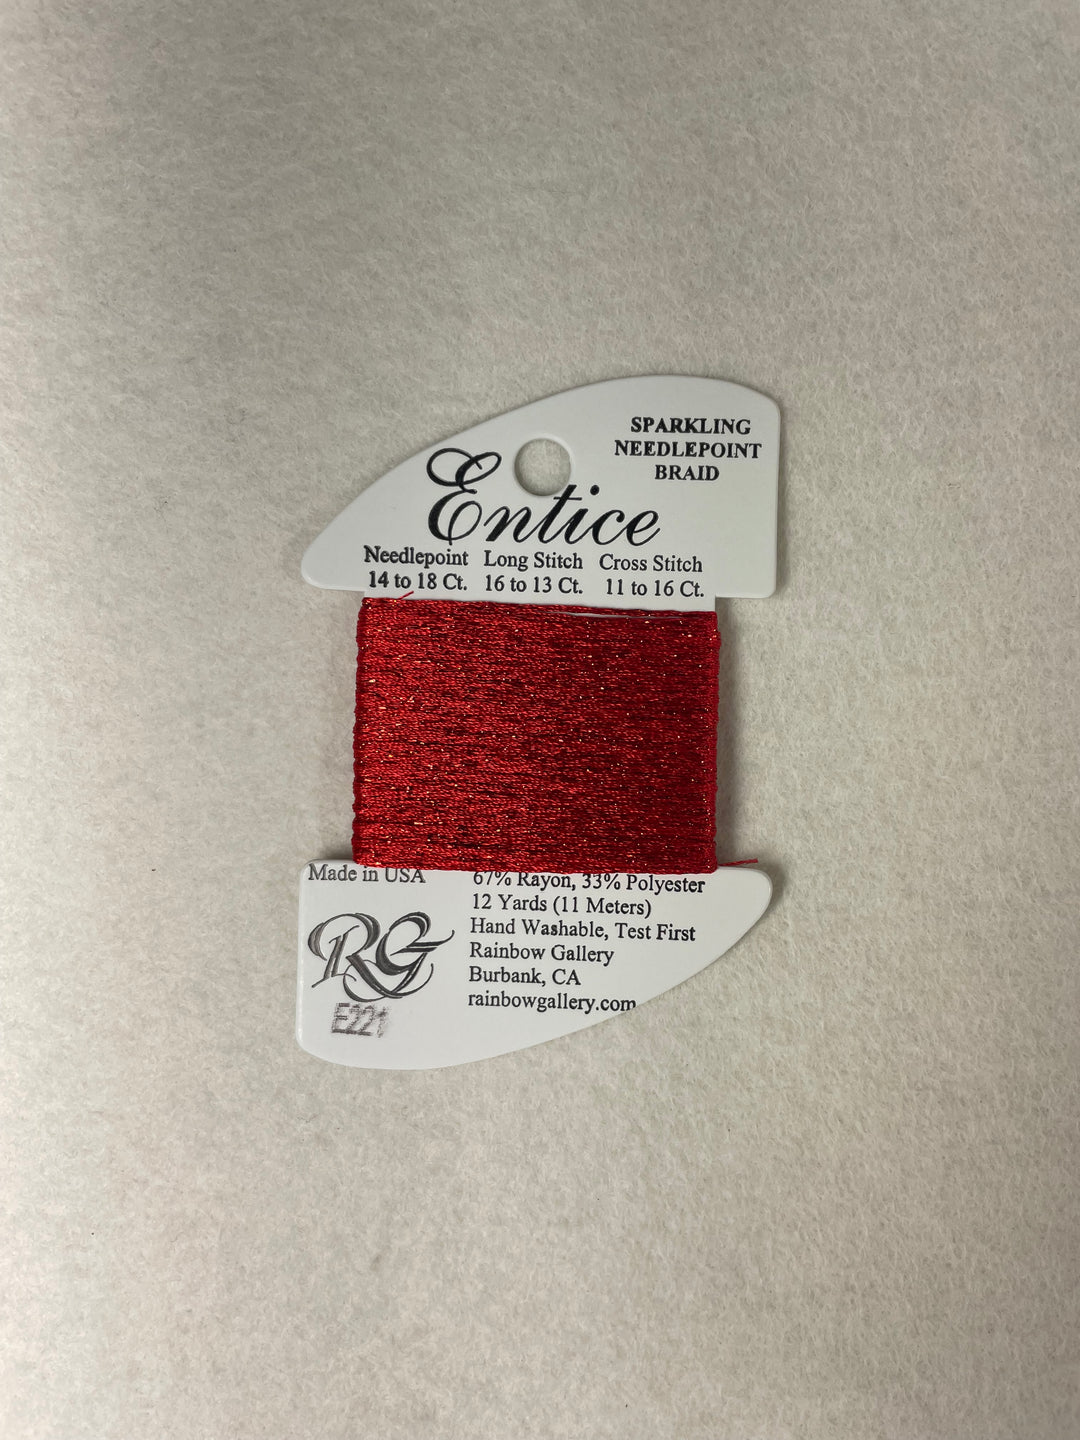 SPARKLING
NEEDLEPOINT
BRAID
Entice
Needlepoint Long Stitch Cross Stitch
14 to 18 Ct. 16 to 13 Ct. 11 to 16 Ct.
Made in USA
67% Rayon, 33% Polyester
12 Yards (11 Meters)
Hand Washable, Test First
Rainbow Gallery
Burbank, CA
rainbowgallery.com
RG
E221